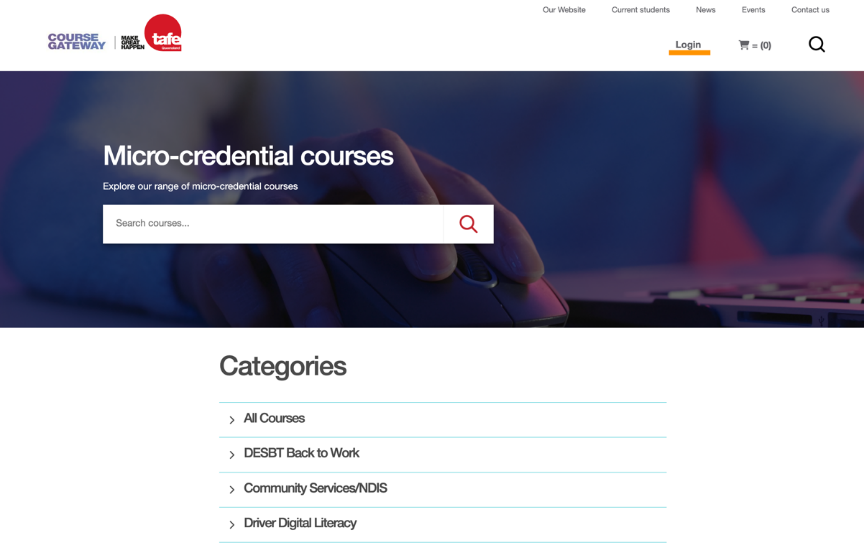 Our Website
Current students
News
Events
Contact us
COURSE
GATEWAY
MAKE
GREAT
HAPPEN
tafe
Queensland
Login
= (0)
Micro-credential courses
Explore our range of micro-credential courses
Search courses...
Categories
All Courses
DESBT Back to Work
Community Services/NDIS
Driver Digital Literacy